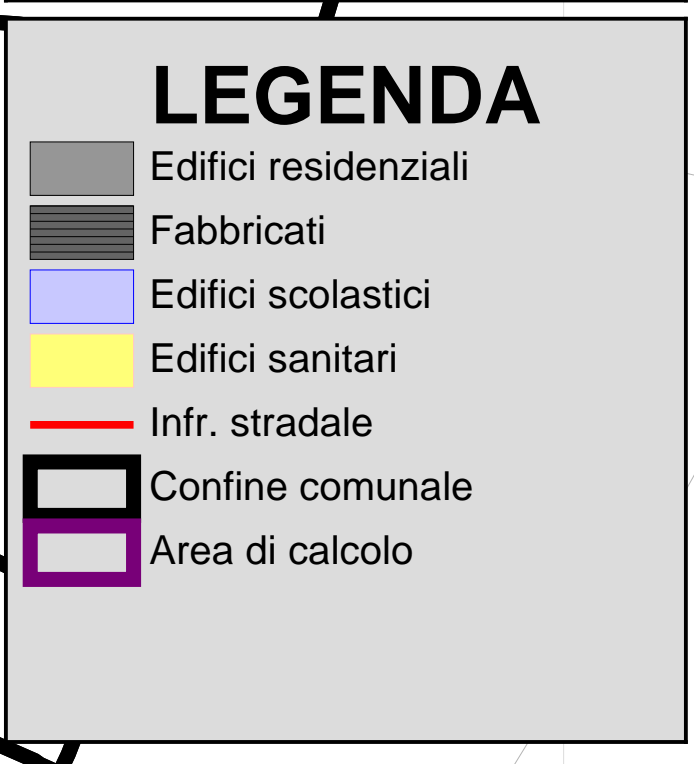 LEGENDA
Edifici residenziali
Fabbricati
Edifici scolastici
Edifici sanitari
Infr. stradale
Confine comunale
Area di calcolo